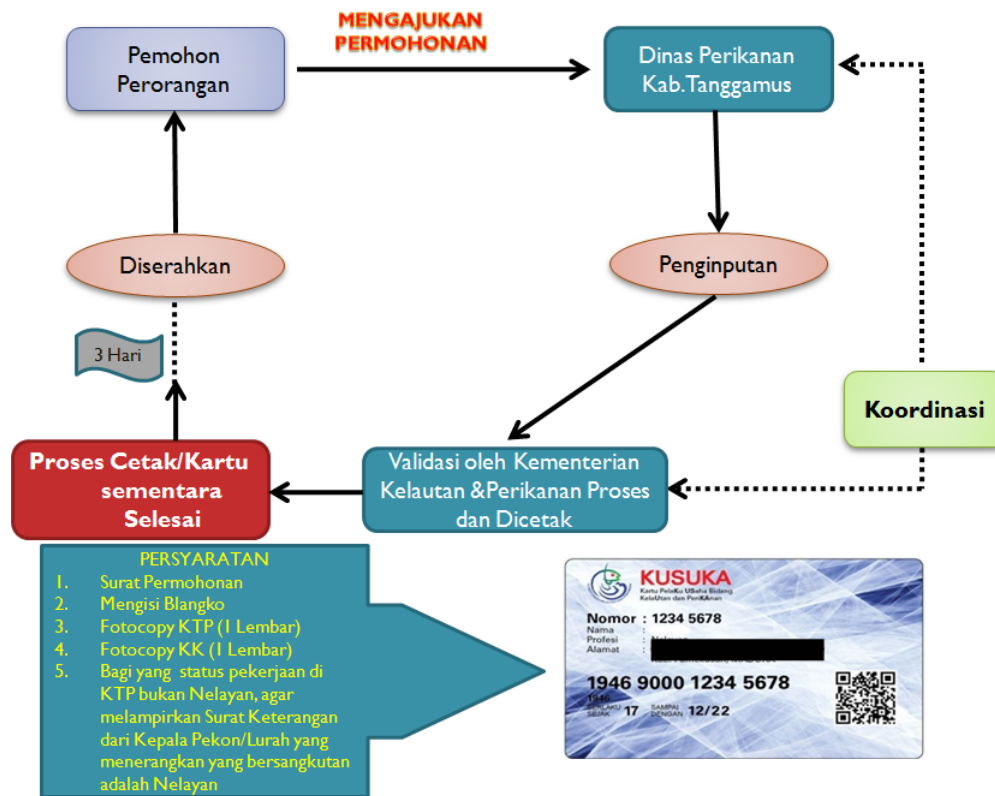 MENGAJUKAN
PERMOHONAN
Pemohon
Perorangan
Dinas Perikanan
Kab.Tanggamus
Diserahkan
Penginputan
3 Hari
Koordinasi
Proses Cetak/Kartu
sementara
Selesai
Validasi oleh Kementerian
Kelautan &Perikanan Proses
dan Dicetak
PERSYARATAN
1. Surat Permohonan
2. Mengisi Blangko
3. Fotocopy KTP (1 Lembar)
4. Fotocopy KK (1 Lembar)
5. Bagi yang status pekerjaan di
KTP bukan Nelayan, agar
melampirkan Surat Keterangan
dari Kepala Pekon/Lurah yang
menerangkan yang bersangkutan
adalah Nelayan
KUSUKA
Kartu PelaKu USaha Bidang
KelaUtan dan PeriKAnan
Nomor : 1234 5678
Nama :
Profesi :
Alamat :
1946 9000 1234 5678
1946
BERLAKU
SEJAK 17 SAMPAI
DENGAN 12/22